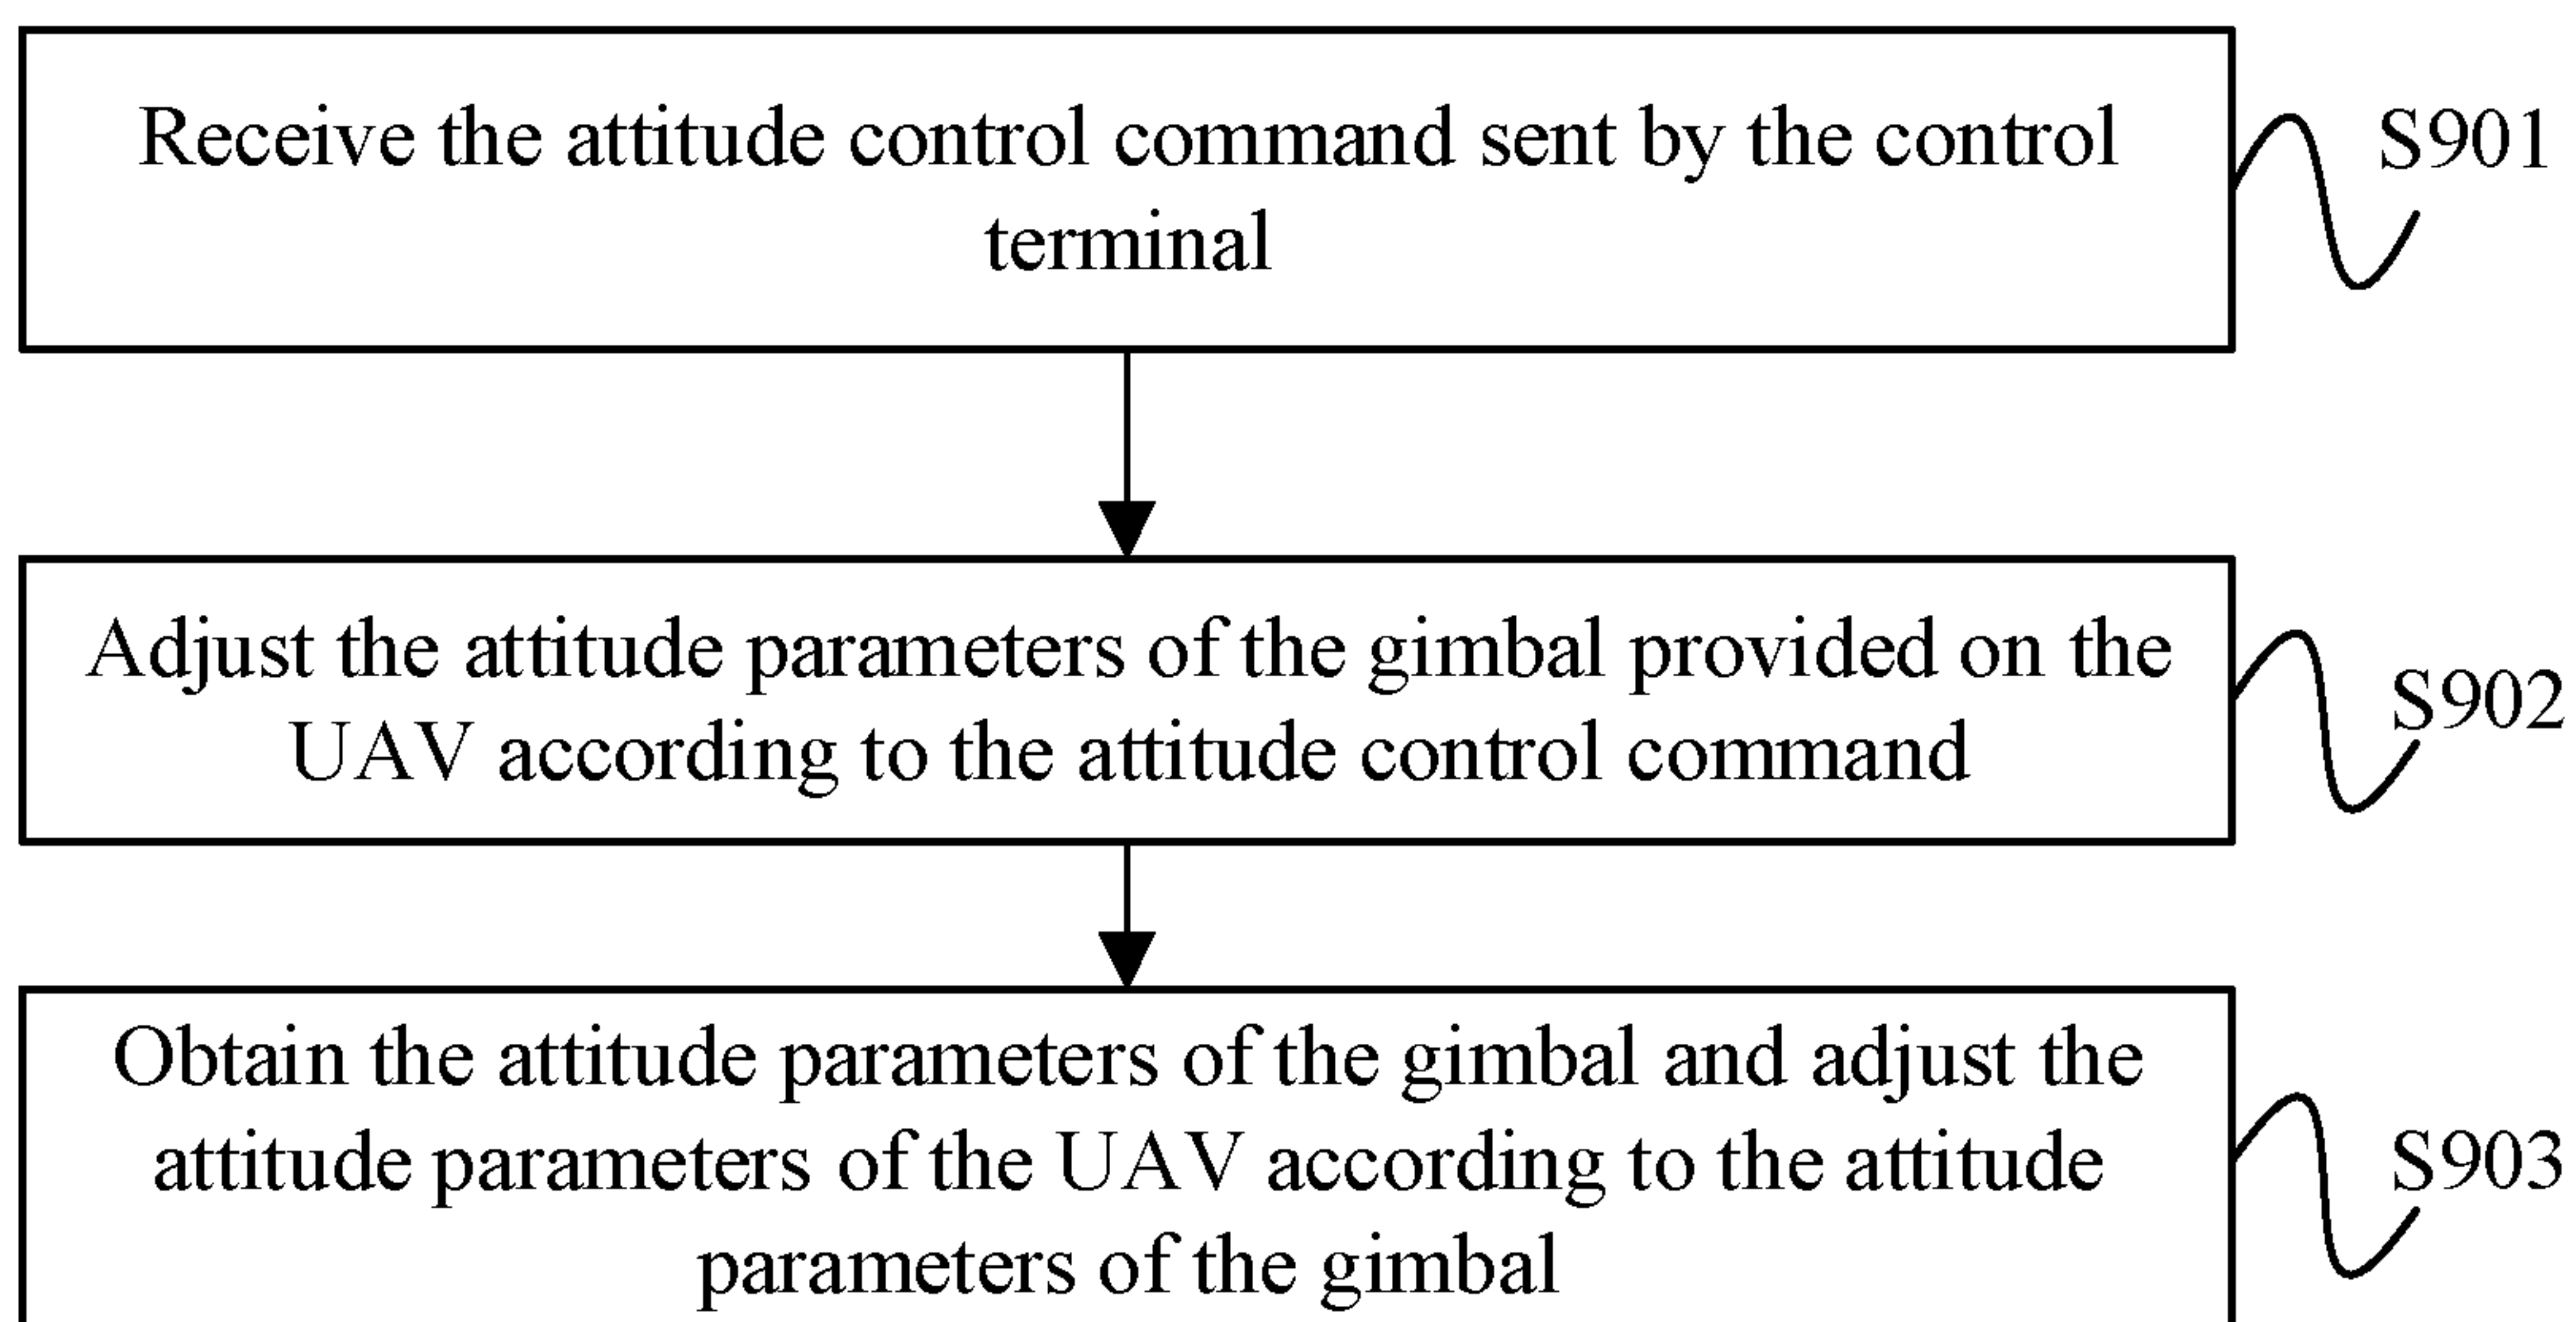 Receive the attitude control command sent by the control
terminal
S901
Adjust the attitude parameters of the gimbal provided on the
UAV according to the attitude control command
S902
Obtain the attitude parameters of the gimbal and adjust the
attitude parameters of the UAV according to the attitude
parameters of the gimbal
S903